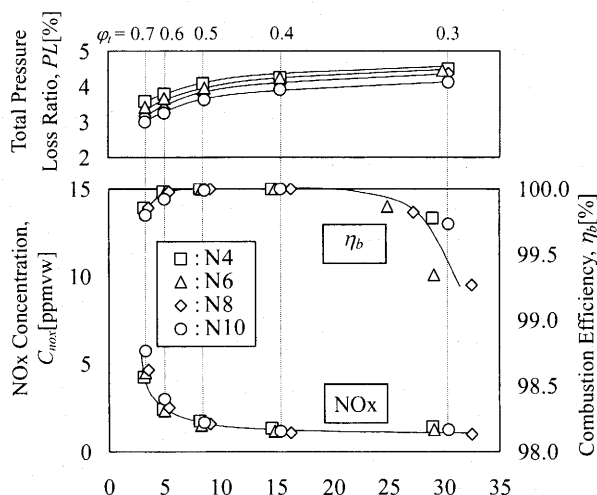 φt = 0.7 0.6 0.5 0.4 0.3
Total Pressure
Loss Ratio, PL[%]
5
4
3
2
NOx Concentration,
Cnox[ppmvw]
15
10
5
0
100.0
99.5
99.0
98.5
98.0
Combustion Efficiency, ηb[%]
ηb
: N4
: N6
: N8
: N10
NOx
0 5 10 15 20 25 30 35